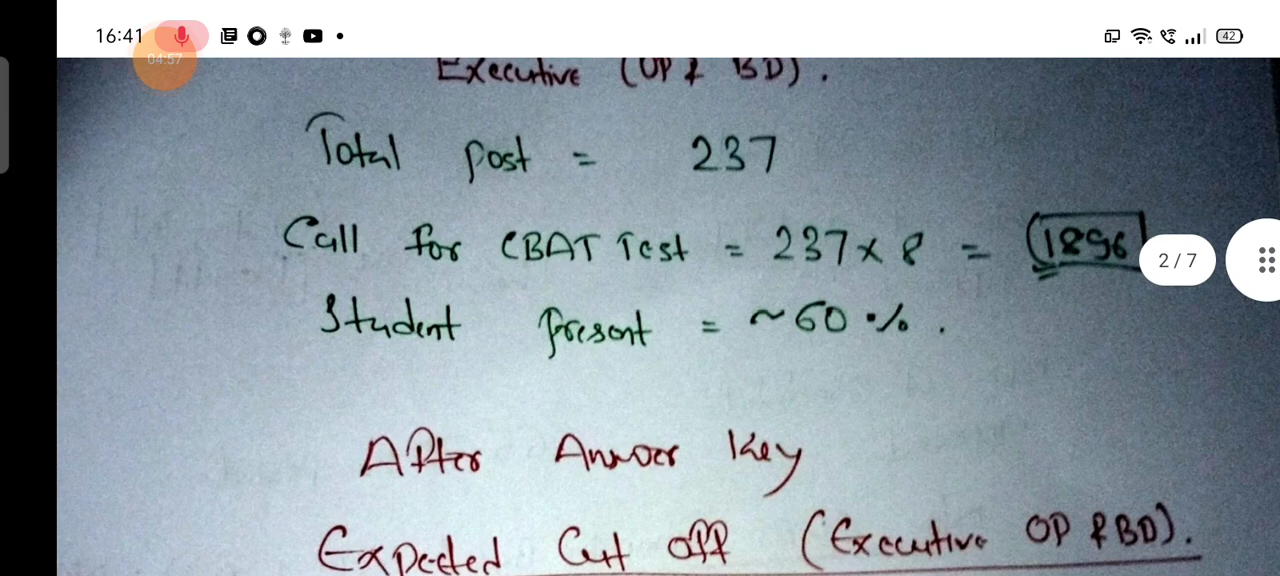 16:41 42
04:57
Executive (OP & BD).
Total post = 237
Call for CBAT Test = 237 x 8 = (1896
2/7
Student Present = ~60 %.
After Answer Key
Expected Cut off (Executive OP & BD).